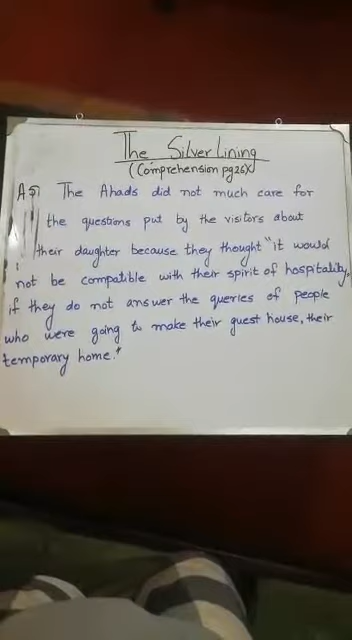 The Silver Lining
(Comprehension pg 26)
A5) The Ahads did not much care for
the questions put by the visitors about
their daughter because they thought "it would
not be compatible with their spirit of hospitality,
if they do not answer the queries of people
who were going to make their guest house, their
temporary home."